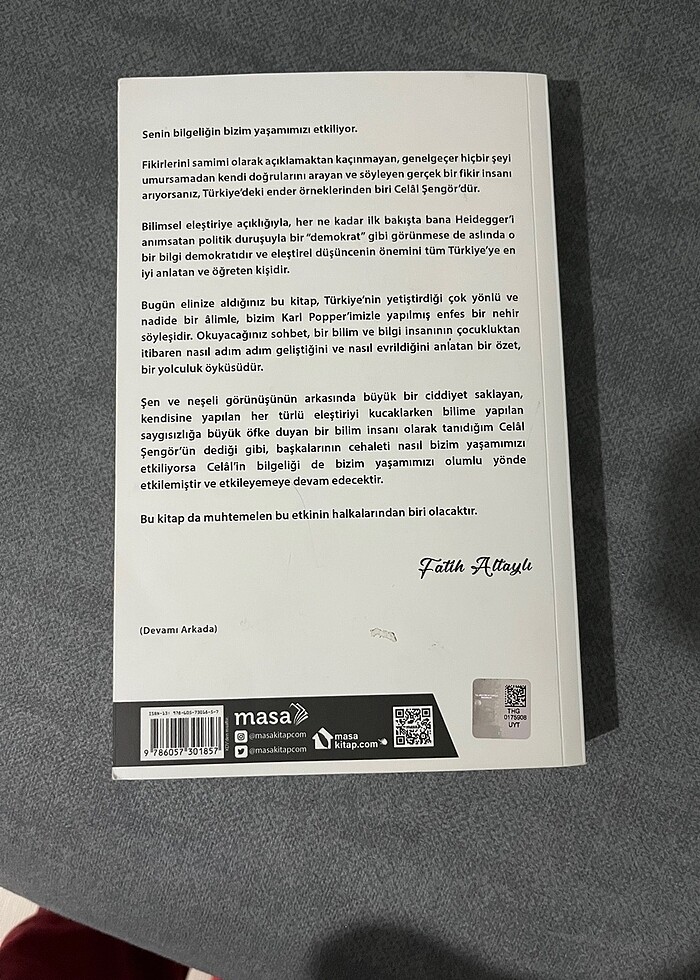 Senin bilgeliğin bizim yaşamımızı etkiliyor.
Fikirlerini samimi olarak açıklamaktan kaçınmayan, genelgeçer hiçbir şeyi
umursamadan kendi doğrularını arayan ve söyleyen gerçek bir fikir insanı
arıyorsanız, Türkiye'deki ender örneklerinden biri Celâl Şengör'dür.
Bilimsel eleştiriye açıklığıyla, her ne kadar ilk bakışta bana Heidegger'i
anımsatan politik duruşuyla bir "demokrat" gibi görünmese de aslında o
bir bilgi demokratıdır ve eleştirel düşüncenin önemini tüm Türkiye'ye en
iyi anlatan ve öğreten kişidir.
Bugün elinize aldığınız bu kitap, Türkiye'nin yetiştirdiği çok yönlü ve
nadide bir âlimle, bizim Karl Popper'imizle yapılmış enfes bir nehir
söyleşidir. Okuyacağınız sohbet, bir bilim ve bilgi insanının çocukluktan
itibaren nasıl adım adım geliştiğini ve nasıl evrildiğini anlatan bir özet,
bir yolculuk öyküsüdür.
Şen ve neşeli görünüşünün arkasında büyük bir ciddiyet saklayan,
kendisine yapılan her türlü eleştiriyi kucaklarken bilime yapılan
saygısızlığa büyük öfke duyan bir bilim insanı olarak tanıdığım Celâl
Şengör'ün dediği gibi, başkalarının cehaleti nasıl bizim yaşamımızı
etkiliyorsa Celâl'in bilgeliği de bizim yaşamımızı olumlu yönde
etkilemiştir ve etkileyemeye devam edecektir.
Bu kitap da muhtemelen bu etkinin halkalarından biri olacaktır.
Fatih Altaylı
(Devamı Arkada)
ISBN-13: 978-605-73018-5-7
9 786057 301857
masa
@masakitapcom
@masakitapcom
masa
kitap.com
THG
0175908
UYT